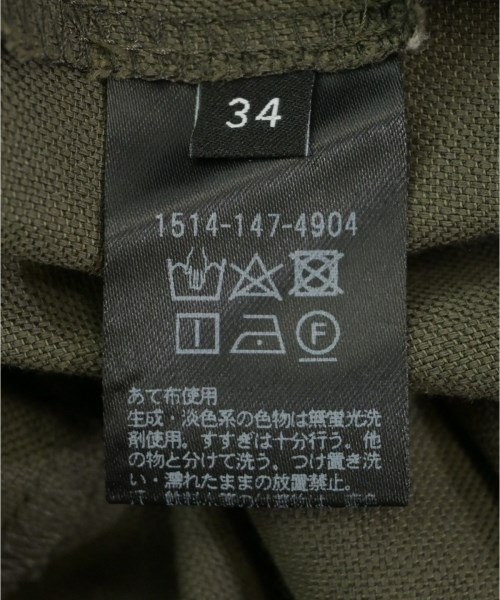 34
1514-147-4904
F
あて布使用
生成・淡色系の色物は無蛍光洗
剤使用。すすぎは十分行う。他
の物と分けて洗う。つけ置き洗
い・濡れたままの放置禁止。